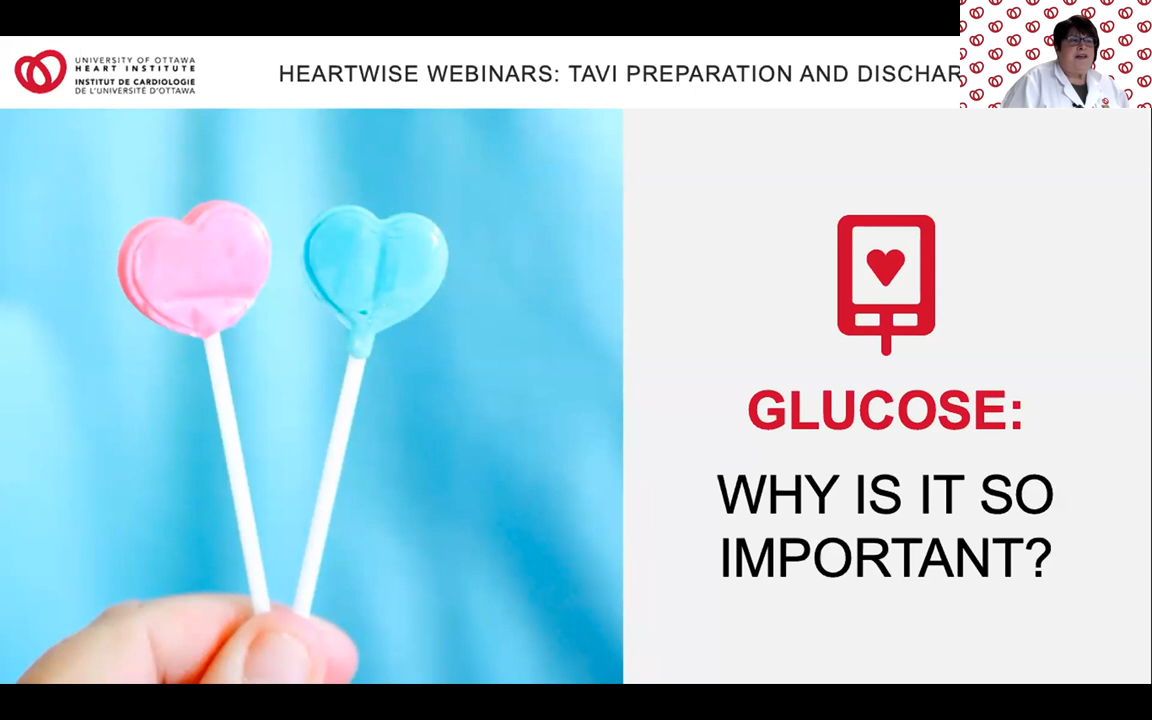 UNIVERSITY OF OTTAWA
HEART INSTITUTE
INSTITUT DE CARDIOLOGIE
DE L'UNIVERSITÉ D'OTTAWA
HEARTWISE WEBINARS: TAVI PREPARATION AND DISCHAR
GLUCOSE:
WHY IS IT SO
IMPORTANT?